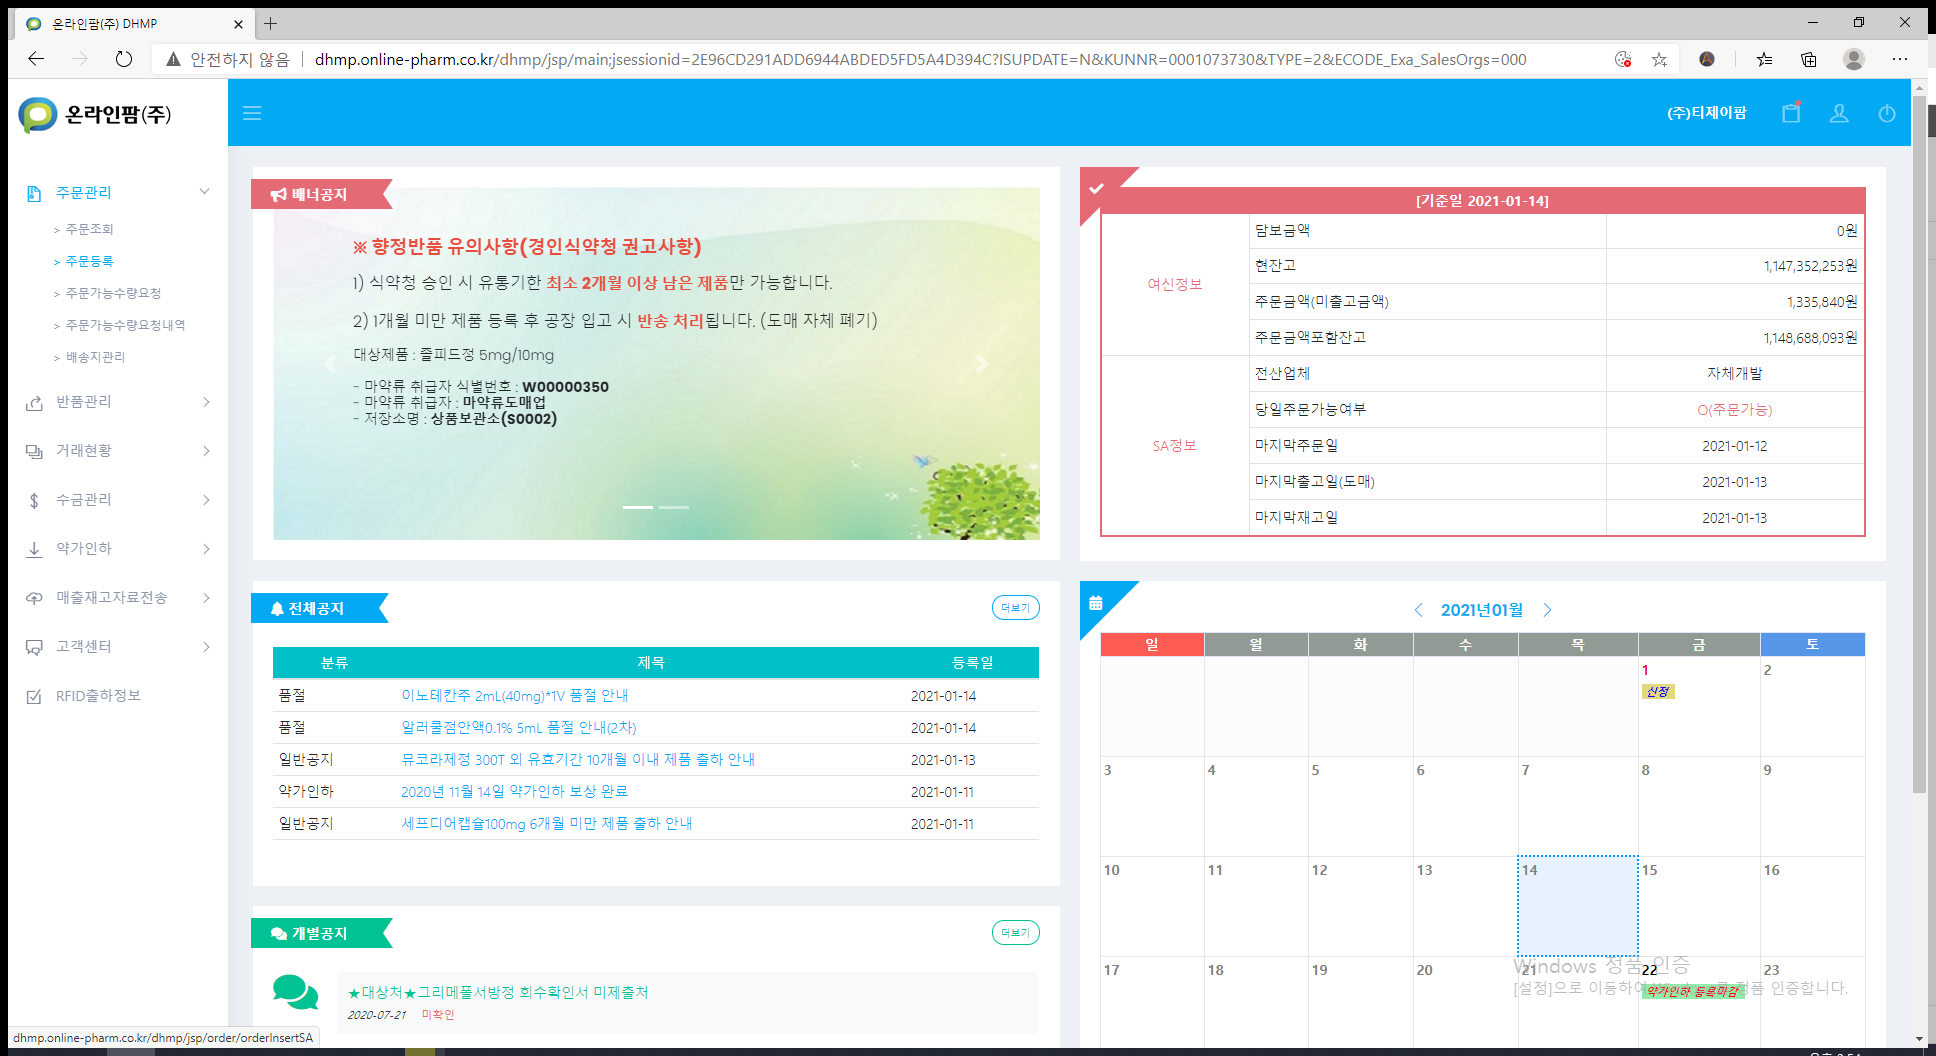 온라인팜(주) DHMP
안전하지 않음
dhmp.online-pharm.co.kr/dhmp/jsp/main;jsessionid=2E96CD291ADD6944ABDED5FD5A4D394C?ISUPDATE=N&KUNNR=0001073730&TYPE=2&ECODE_Exa_SalesOrgs=000
온라인팜(주)
(주)티제이팜
주문관리
> 주문조회
> 주문등록
> 주문가능수량요청
> 주문가능수량요청내역
> 배송지관리
반품관리
거래현황
수금관리
약가인하
매출재고자료전송
고객센터
RFID출하정보
배너공지
※ 향정반품 유의사항(경인식약청 권고사항)
1) 식약청 승인 시 유통기한 최소 2개월 이상 남은 제품만 가능합니다.
2) 1개월 미만 제품 등록 후 공장 입고 시 반송 처리됩니다. (도매 자체 폐기)
대상제품 : 졸피드정 5mg/10mg
- 마약류 취급자 식별번호 : W00000350
- 마약류 취급자 : 마약류도매업
- 저장소명 : 상품보관소(S0002)
[기준일 2021-01-14]
여신정보
담보금액 0원
현잔고 1,147,352,253원
주문금액(미출고금액) 1,335,840원
주문금액포함잔고 1,148,688,093원
SA정보
전산업체 자체개발
당일주문가능여부 O(주문가능)
마지막주문일 2021-01-12
마지막출고일(도매) 2021-01-13
마지막재고일 2021-01-13
전체공지
더보기
분류 제목 등록일
품절 이노테칸주 2mL(40mg)*1V 품절 안내 2021-01-14
품절 알러쿨점안액0.1% 5mL 품절 안내(2차) 2021-01-14
일반공지 뮤코라제정 300T 외 유효기간 10개월 이내 제품 출하 안내 2021-01-13
약가인하 2020년 11월 14일 약가인하 보상 완료 2021-01-11
일반공지 세프디어캡슐100mg 6개월 미만 제품 출하 안내 2021-01-11
개별공지
더보기
★대상처★그리메플서방정 회수확인서 미제출처
2020-07-21 미확인
2021년01월
일 월 화 수 목 금 토
1 2
신정
3 4 5 6 7 8 9
10 11 12 13 14 15 16
17 18 19 20 21 22 23
약가인하 등록마감
Windows 정품 인증
[설정]으로 이동하여 정품 인증합니다.
dhmp.online-pharm.co.kr/dhmp/jsp/order/orderInsertSA